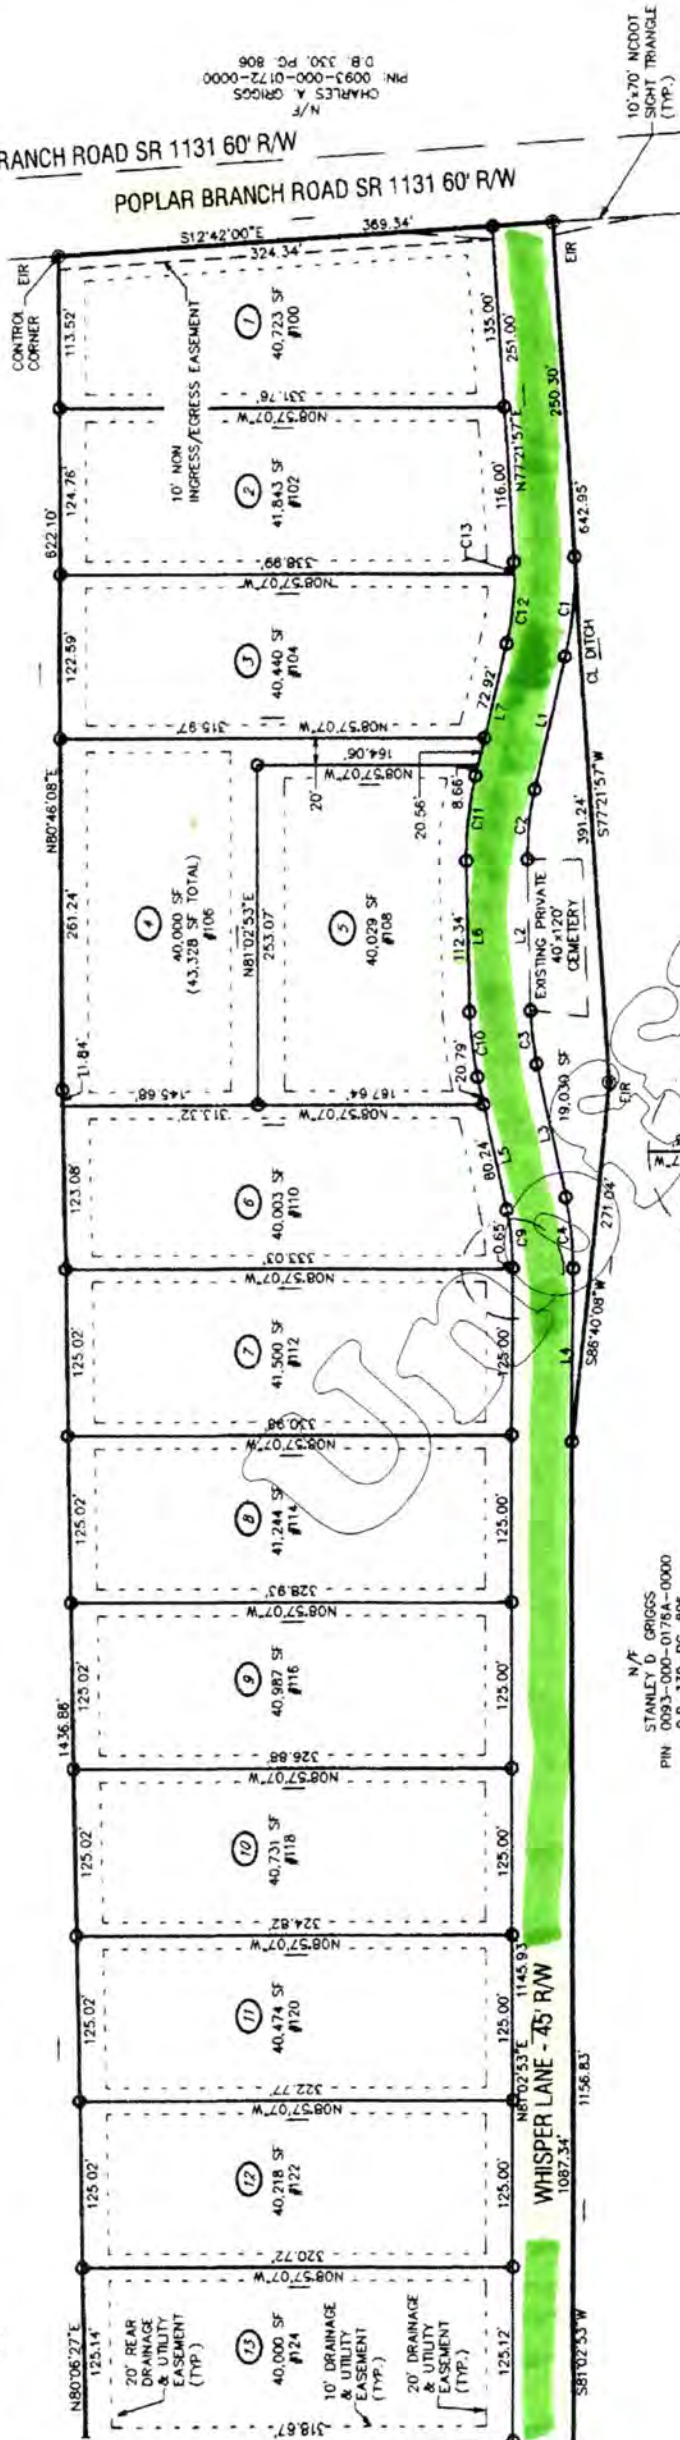 N/F
CHARLES A. GRIGGS
PIN: 0093-000-0172-0000
D.B. 330, PG. 806
RANCH ROAD SR 1131 60' R/W
POPLAR BRANCH ROAD SR 1131 60' R/W
10'x70' NCDOT
SIGHT TRIANGLE
(TYP.)
CONTROL
CORNER
EIR
S12°42'00"E
369.34'
324.34'
EIR
113.52'
1
40,723 SF
#100
135.00'
251.00'
250.30'
331.76'
N08°57'07"W
10' NON
INGRESS/EGRESS EASEMENT
622.10'
124.76'
2
41,843 SF
#102
116.00'
N77°21'57"E
642.95'
C13
338.99'
N08°57'07"W
122.59'
3
40,440 SF
#104
C12
C1
CL DITCH
72.92'
L7
L1
315.97'
N08°57'07"W
20'
164.06'
N08°57'07"W
20.56'
8.66'
C11
C2
N80°46'08"E
261.24'
4
40,000 SF
(43,328 SF TOTAL)
#106
N81°02'53"E
253.07'
5
40,029 SF
#108
112.34'
L6
L2
EXISTING PRIVATE
40'x120'
CEMETERY
391.24'
S77°21'57"W
11.84'
145.68'
313.32'
167.64'
N08°57'07"W
20.79'
C10
C3
19,030 SF
EIR
123.08'
6
40,003 SF
#110
80.24'
L5
L3
0.65'
C9
C4
271.04'
S86°40'08"W
7"W
333.03'
N08°57'07"W
125.02'
7
41,500 SF
#112
125.00'
L4
330.98'
N08°57'07"W
125.02'
8
41,244 SF
#114
125.00'
328.93'
N08°57'07"W
1436.86'
125.02'
9
40,987 SF
#116
125.00'
326.88'
N08°57'07"W
125.02'
10
40,731 SF
#118
125.00'
324.82'
N08°57'07"W
125.02'
11
40,474 SF
#120
125.00'
1145.93'
N81°02'53"E
322.77'
N08°57'07"W
125.02'
12
40,218 SF
#122
125.00'
WHISPER LANE - 45' R/W
1087.34'
1156.83'
320.72'
N08°57'07"W
N80°06'27"E
125.14'
13
40,000 SF
#124
125.12'
S81°02'53"W
318.67'
20' REAR
DRAINAGE
& UTILITY
EASEMENT
(TYP.)
10' DRAINAGE
& UTILITY
EASEMENT
(TYP.)
20' DRAINAGE
& UTILITY
EASEMENT
(TYP.)
N/F
STANLEY D. GRIGGS
PIN: 0093-000-0176A-0000
Uno